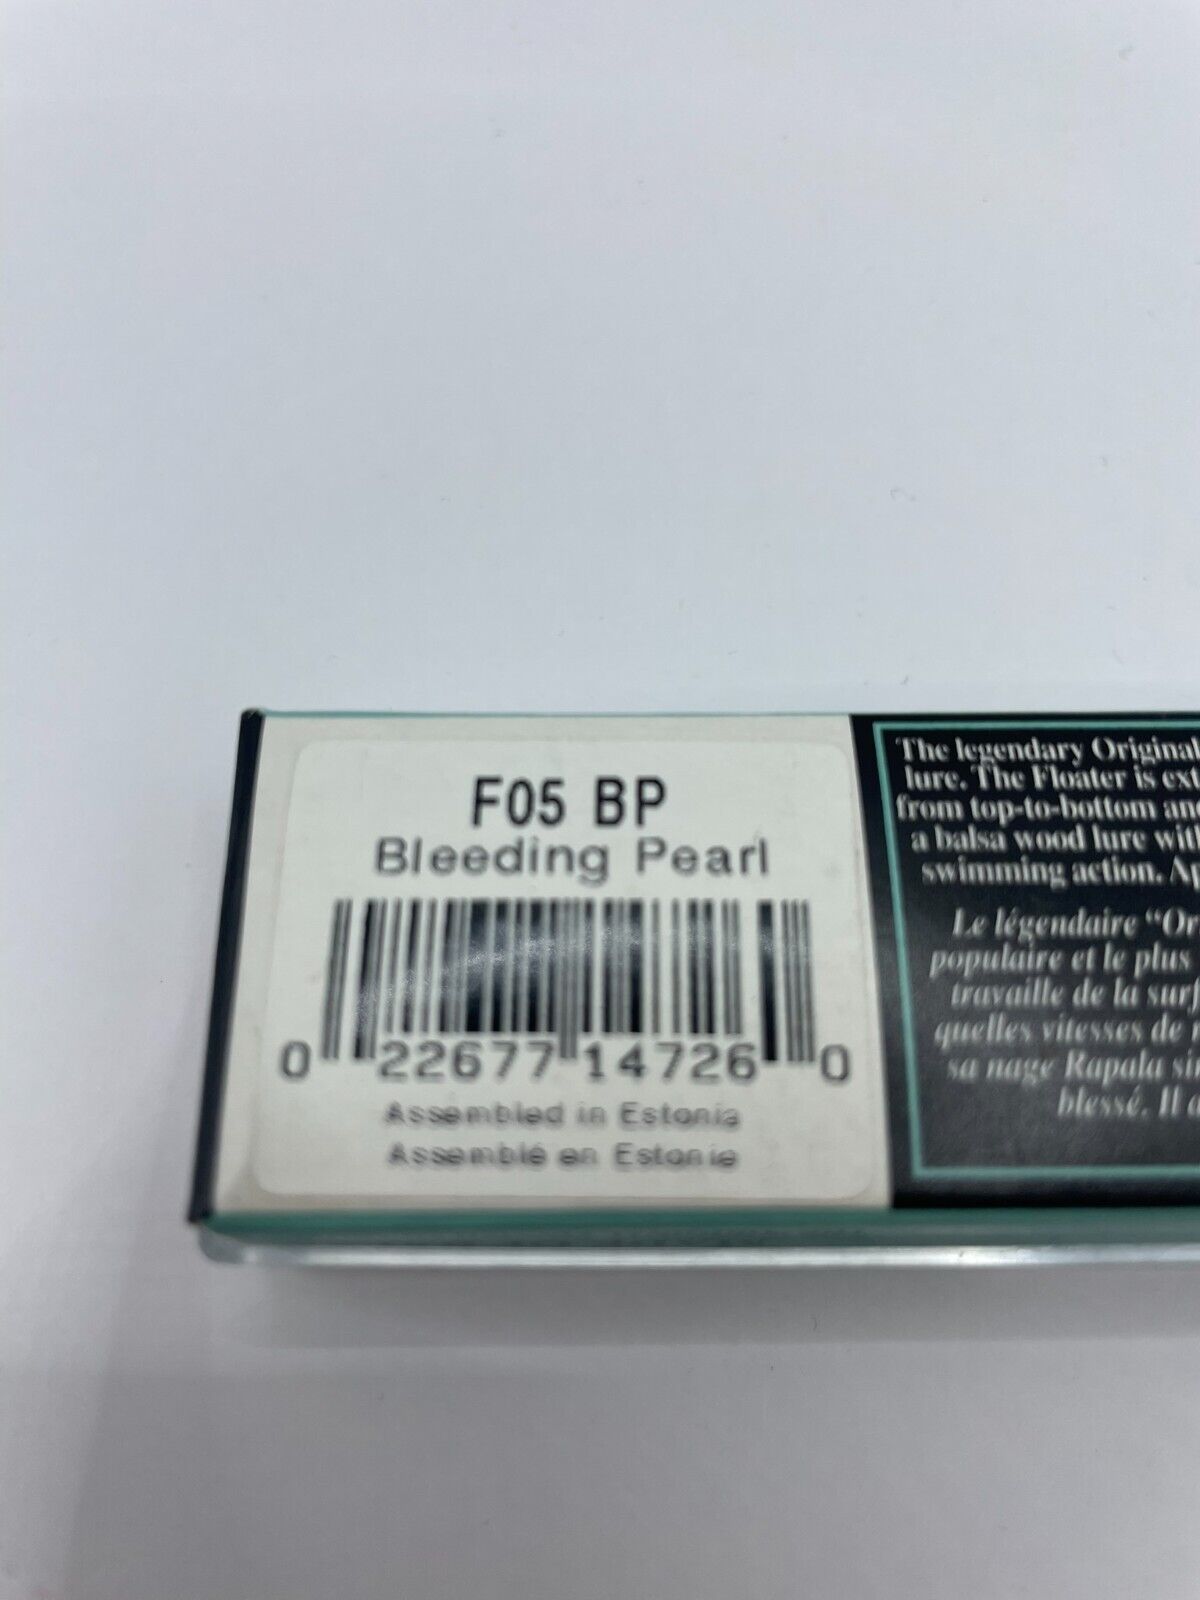 F05 BP
Bleeding Pearl
0 22677 14726 0
Assembled in Estonia
Assemblé en Estonie
The legendary Original
lure. The Floater is ext
from top-to-bottom an
a balsa wood lure wit
swimming action. Ap
Le légendaire “Or
populaire et le plus
travaille de la surf
quelles vitesses de
sa nage Rapala si
blessé. Il a